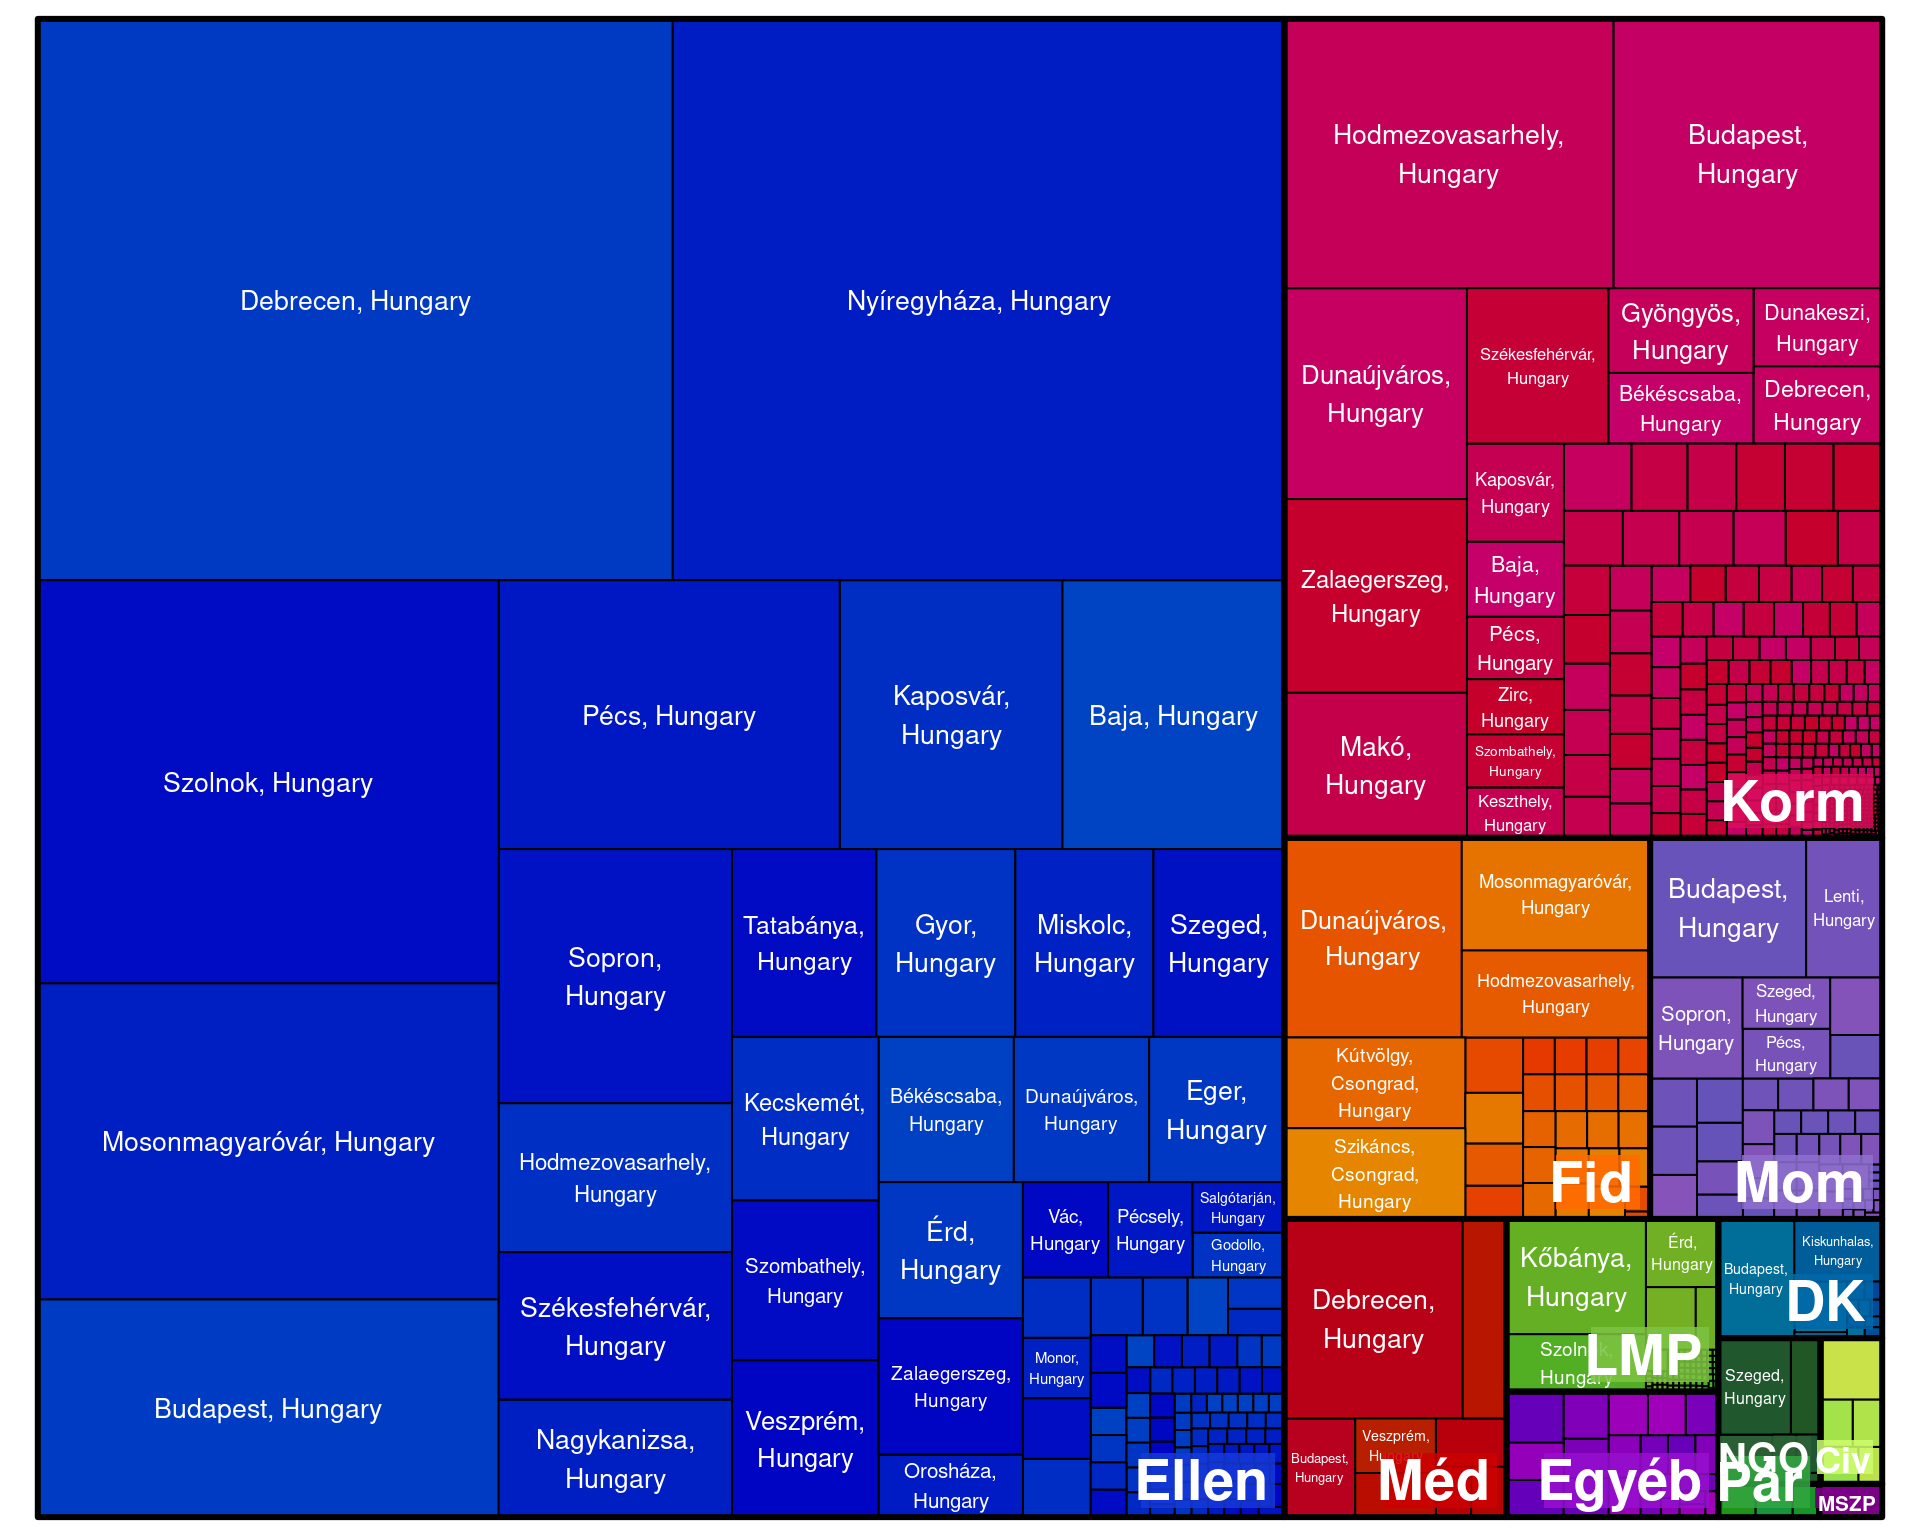 Debrecen, Hungary
Nyíregyháza, Hungary
Szolnok, Hungary
Mosonmagyaróvár, Hungary
Budapest, Hungary
Pécs, Hungary
Kaposvár,
Hungary
Baja, Hungary
Sopron,
Hungary
Hodmezovasarhely,
Hungary
Székesfehérvár,
Hungary
Nagykanizsa,
Hungary
Tatabánya,
Hungary
Gyor,
Hungary
Miskolc,
Hungary
Szeged,
Hungary
Kecskemét,
Hungary
Szombathely,
Hungary
Veszprém,
Hungary
Békéscsaba,
Hungary
Dunaújváros,
Hungary
Eger,
Hungary
Érd,
Hungary
Zalaegerszeg,
Hungary
Orosháza,
Hungary
Vác,
Hungary
Pécsely,
Hungary
Salgótarján,
Hungary
Godollo,
Hungary
Monor,
Hungary
Ellen
Hodmezovasarhely,
Hungary
Budapest,
Hungary
Dunaújváros,
Hungary
Zalaegerszeg,
Hungary
Makó,
Hungary
Székesfehérvár,
Hungary
Gyöngyös,
Hungary
Dunakeszi,
Hungary
Békéscsaba,
Hungary
Debrecen,
Hungary
Kaposvár,
Hungary
Baja,
Hungary
Pécs,
Hungary
Zirc,
Hungary
Szombathely,
Hungary
Keszthely,
Hungary
Korm
Dunaújváros,
Hungary
Mosonmagyaróvár,
Hungary
Hodmezovasarhely,
Hungary
Kútvölgy,
Csongrad,
Hungary
Szikáncs,
Csongrad,
Hungary
Fid
Budapest,
Hungary
Lenti,
Hungary
Sopron,
Hungary
Szeged,
Hungary
Pécs,
Hungary
Mom
Debrecen,
Hungary
Budapest,
Hungary
Veszprém,
Hungary
Méd
Kőbánya,
Hungary
Érd,
Hungary
Szolnok,
Hungary
LMP
Egyéb
Budapest,
Hungary
Kiskunhalas,
Hungary
DK
Szeged,
Hungary
NGO
Civ
Pár
MSZP